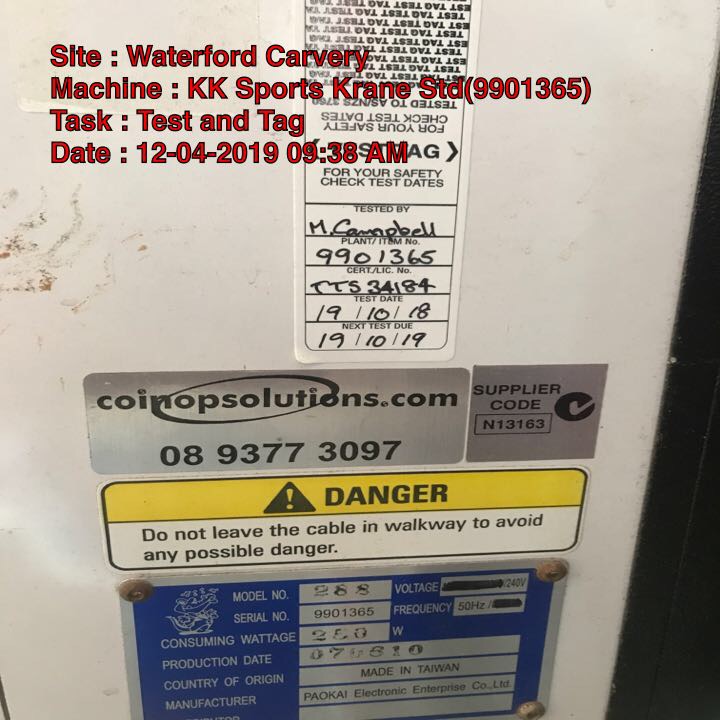 Site : Waterford Carvery
Machine : KK Sports Krane Std(9901365)
Task : Test and Tag
Date : 12-04-2019 09:38 AM
TESTED TO AS/NZS 3760
CHECK TEST DATES
FOR YOUR SAFETY
TAG
FOR YOUR SAFETY
CHECK TEST DATES
TESTED BY
M. Campbell
PLANT/ ITEM No.
9901365
CERT./LIC. No.
TTS 34184
TEST DATE
19 / 10 / 18
NEXT TEST DUE
19 / 10 / 19
coinopsolutions.com
08 9377 3097
SUPPLIER
CODE
N13163
DANGER
Do not leave the cable in walkway to avoid
any possible danger.
MODEL NO. 288 VOLTAGE /240V
SERIAL NO. 9901365 FREQUENCY 50Hz /
CONSUMING WATTAGE 250 W
PRODUCTION DATE
COUNTRY OF ORIGIN MADE IN TAIWAN
MANUFACTURER PAOKAI Electronic Enterprise Co.,Ltd.